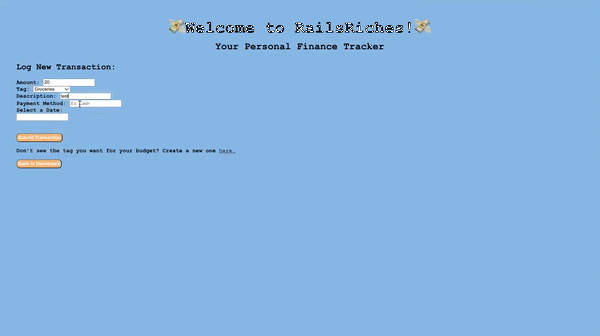 Welcome to RailsRiches!
Your Personal Finance Tracker
Log New Transaction:
Amount: 20
Tag: Groceries
Description: test
Payment Method: Ex: Cash
Select a Date:
Submit Transaction
Don't see the tag you want for your budget? Create a new one here.
Back to Dashboard